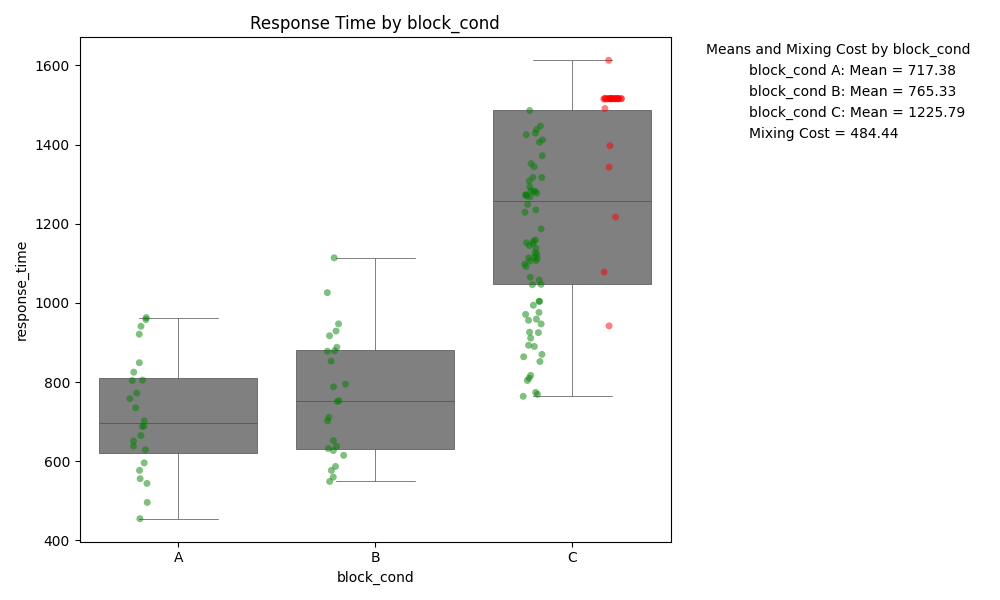 Response Time by block_cond
Means and Mixing Cost by block_cond
block_cond A: Mean = 717.38
block_cond B: Mean = 765.33
block_cond C: Mean = 1225.79
Mixing Cost = 484.44
response_time
1600
1400
1200
1000
800
600
400
A B C
block_cond